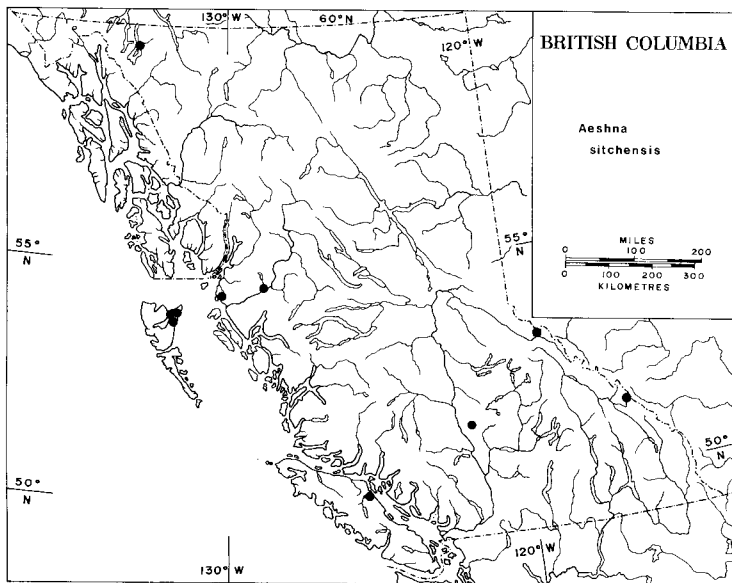 130° W
60° N
120° W
BRITISH COLUMBIA
Aeshna
sitchensis
55°
N
55°
N
MILES
0 100 200
0 100 200 300
KILOMETRES
50°
N
50°
N
130° W
120° W